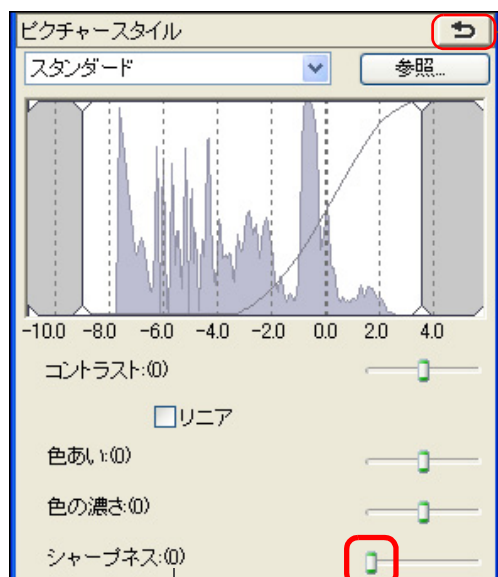 ピクチャースタイル
スタンダード 参照...
-10.0 -8.0 -6.0 -4.0 -2.0 0.0 2.0 4.0
コントラスト:(0)
リニア
色あい:(0)
色の濃さ:(0)
シャープネス:(0)